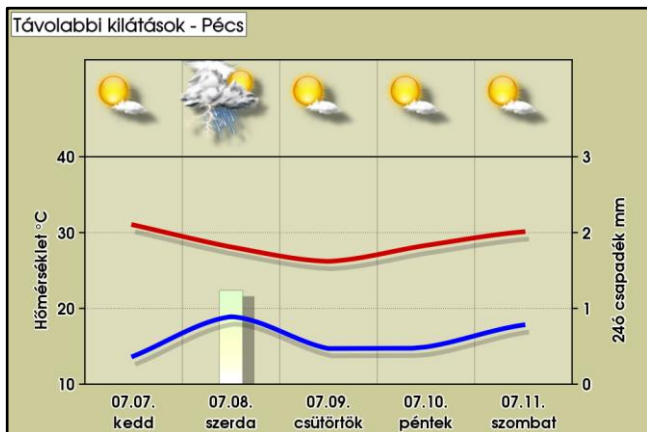 Távolabbi kilátások - Pécs
40
30
20
10
Hőmérséklet °C
3
2
1
0
24ó csapadék mm
07.07.
kedd
07.08.
szerda
07.09.
csütörtök
07.10.
péntek
07.11.
szombat